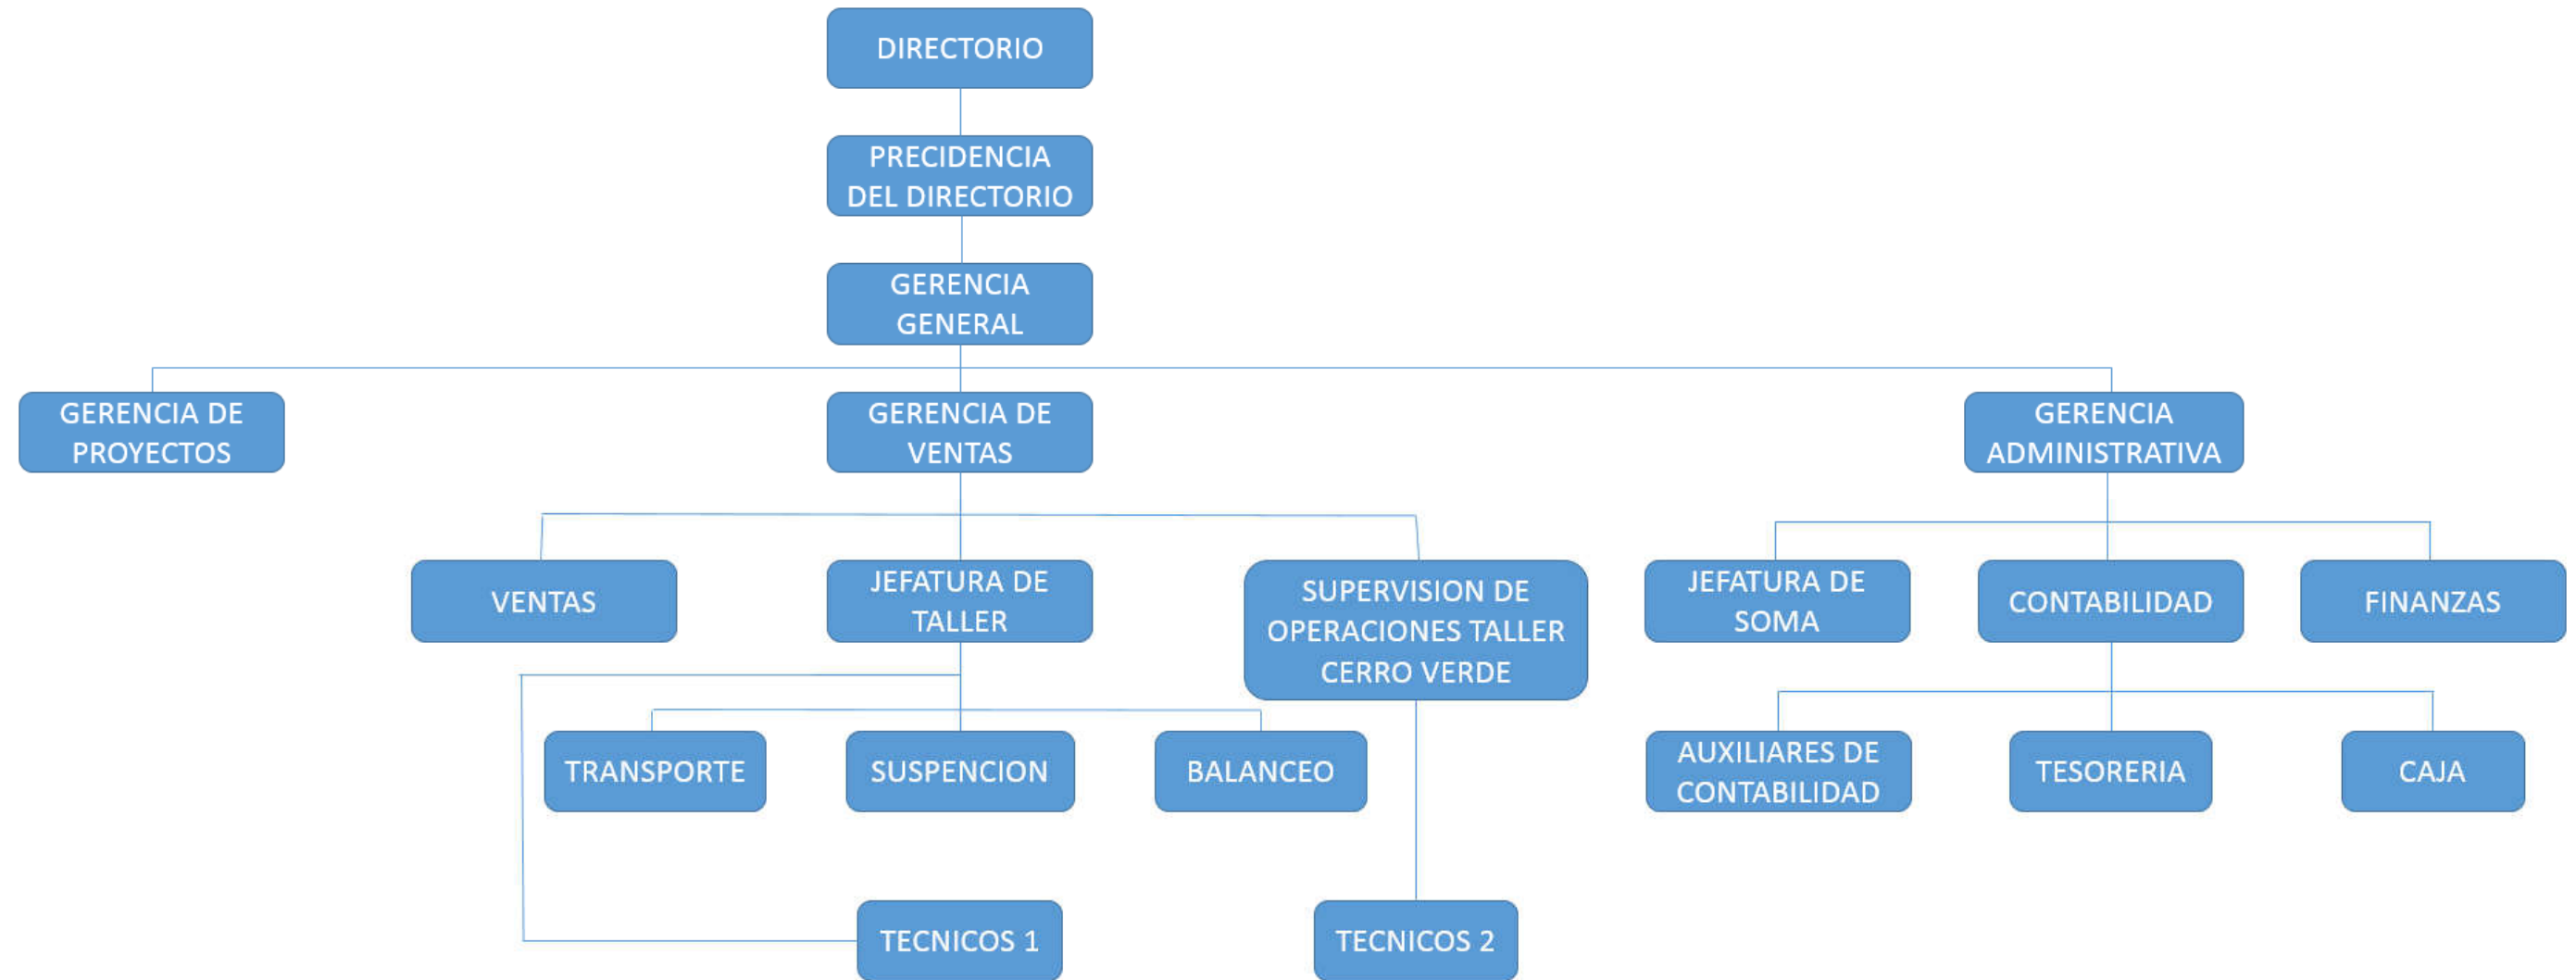 DIRECTORIO
PRECIDENCIA
DEL DIRECTORIO
GERENCIA
GENERAL
GERENCIA DE
PROYECTOS
GERENCIA DE
VENTAS
GERENCIA
ADMINISTRATIVA
VENTAS
JEFATURA DE
TALLER
SUPERVISION DE
OPERACIONES TALLER
CERRO VERDE
JEFATURA DE
SOMA
CONTABILIDAD
FINANZAS
TRANSPORTE
SUSPENCION
BALANCEO
AUXILIARES DE
CONTABILIDAD
TESORERIA
CAJA
TECNICOS 1
TECNICOS 2